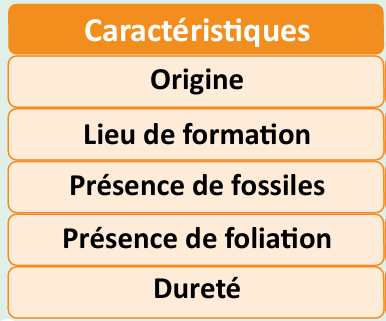 Caractéristiques
Origine
Lieu de formation
Présence de fossiles
Présence de foliation
Dureté